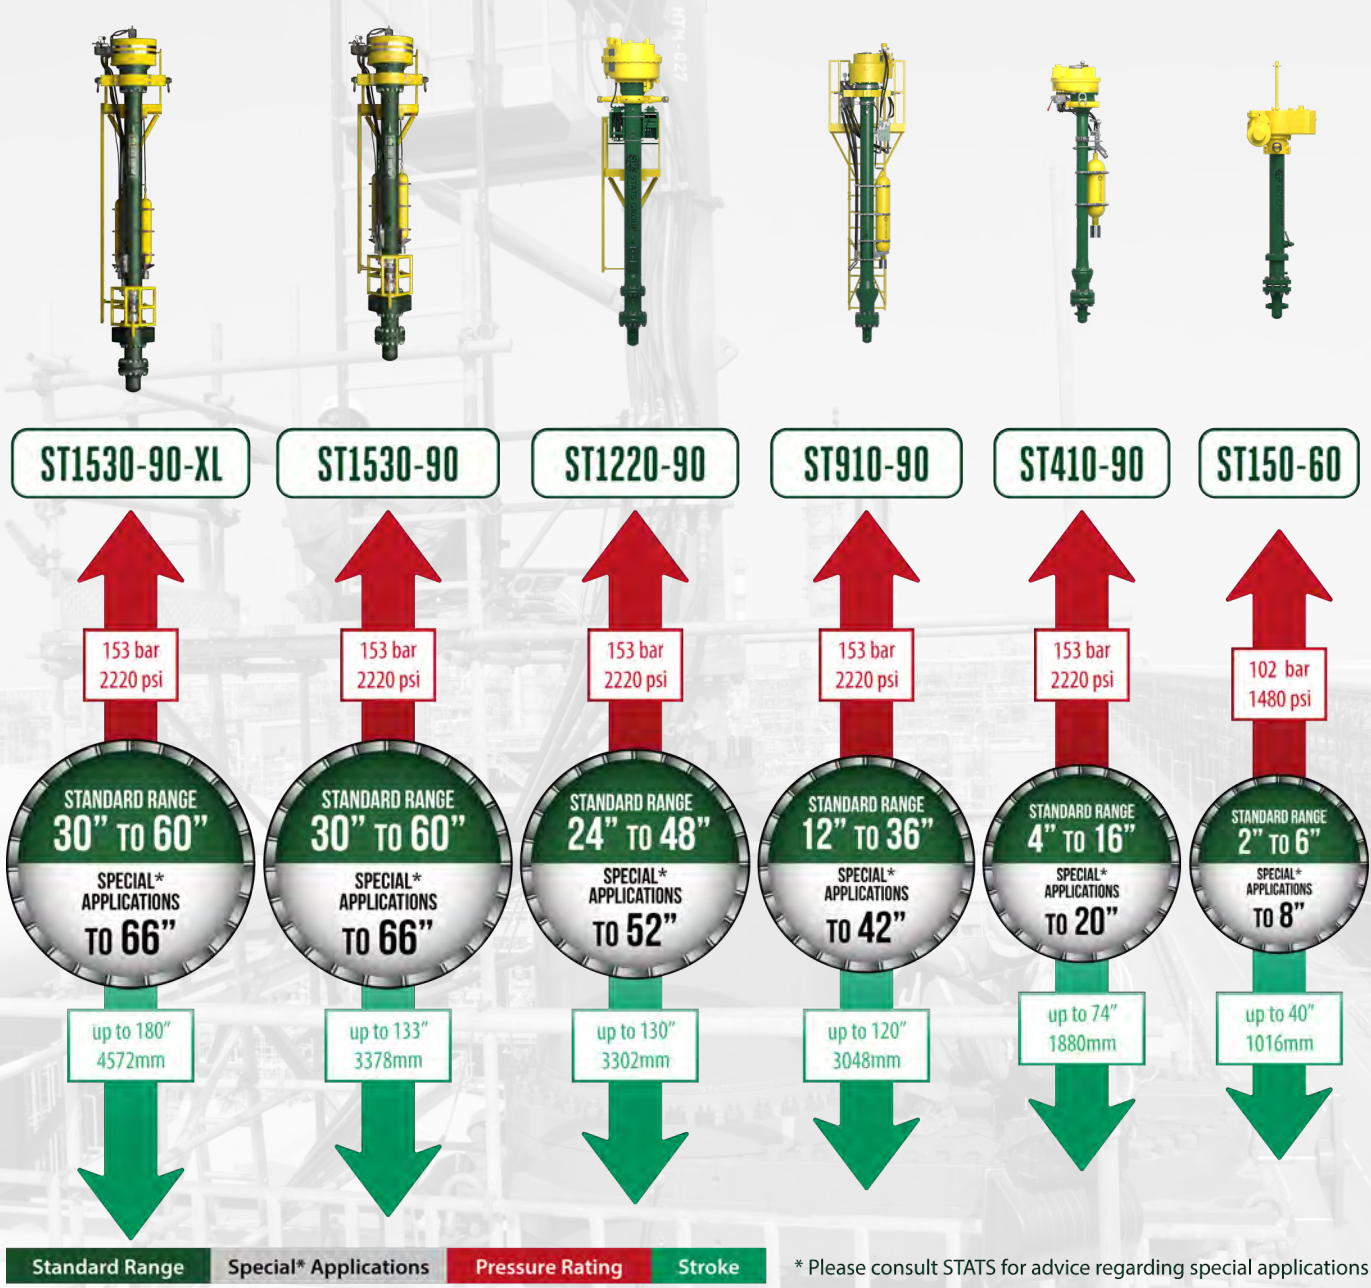 HTM-027
ST1530-90-XL
ST1530-90
ST1220-90
ST910-90
ST410-90
ST150-60
153 bar
2220 psi
153 bar
2220 psi
153 bar
2220 psi
153 bar
2220 psi
153 bar
2220 psi
102 bar
1480 psi
STANDARD RANGE
30” TO 60”
SPECIAL*
APPLICATIONS
TO 66”
STANDARD RANGE
30” TO 60”
SPECIAL*
APPLICATIONS
TO 66”
STANDARD RANGE
24” TO 48”
SPECIAL*
APPLICATIONS
TO 52”
STANDARD RANGE
12” TO 36”
SPECIAL*
APPLICATIONS
TO 42”
STANDARD RANGE
4” TO 16”
SPECIAL*
APPLICATIONS
TO 20”
STANDARD RANGE
2” TO 6”
SPECIAL*
APPLICATIONS
TO 8”
up to 180”
4572mm
up to 133”
3378mm
up to 130”
3302mm
up to 120”
3048mm
up to 74”
1880mm
up to 40”
1016mm
Standard Range
Special* Applications
Pressure Rating
Stroke
* Please consult STATS for advice regarding special applications